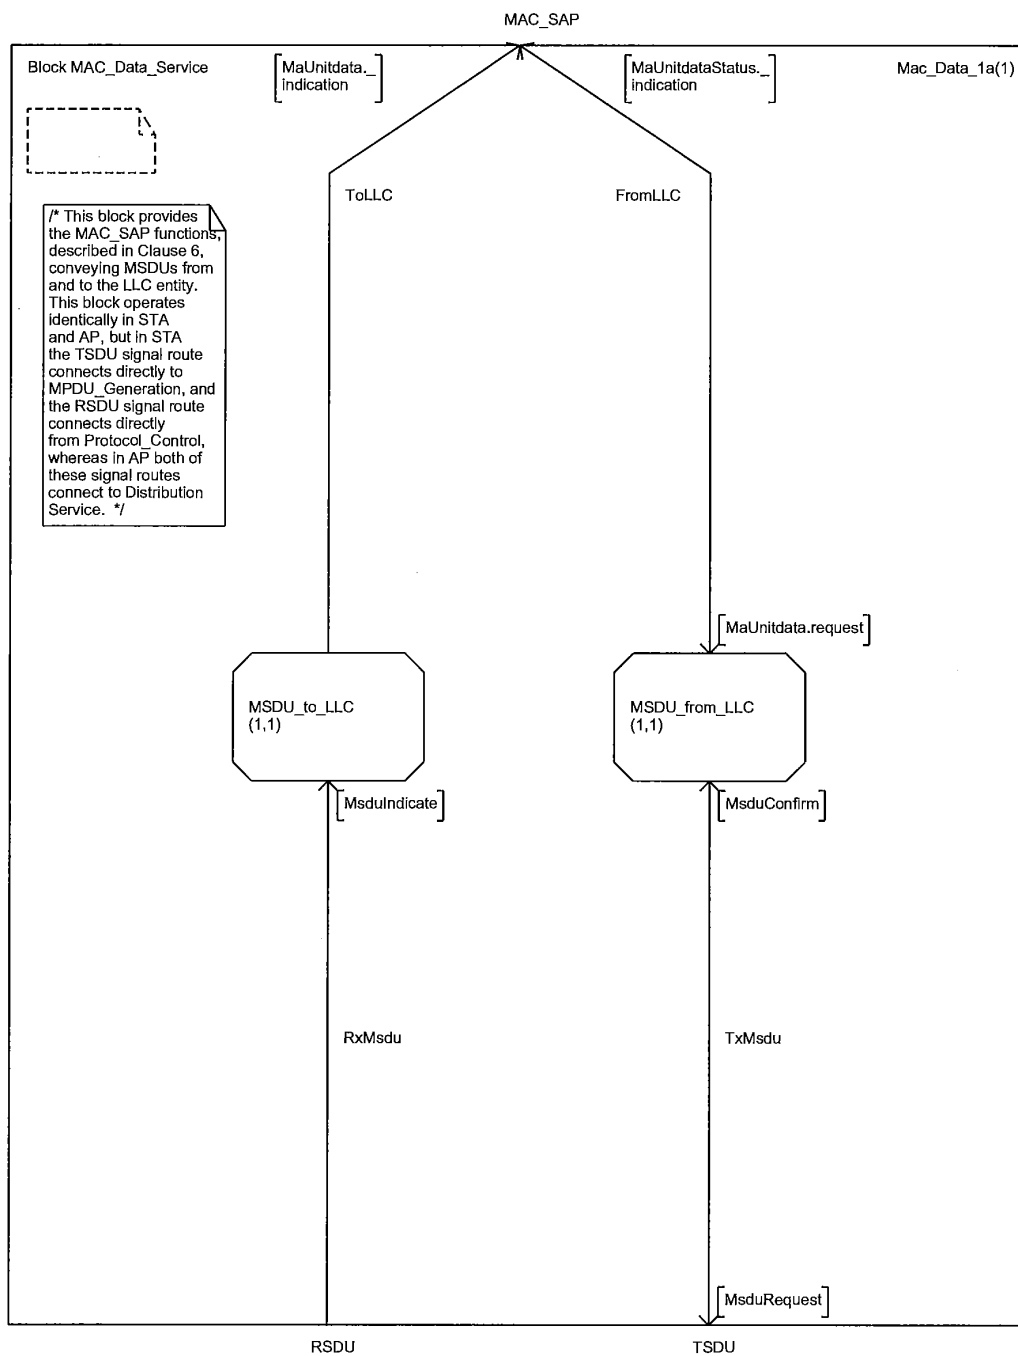 MAC_SAP
Block MAC_Data_Service
MaUnitdata._
indication
MaUnitdataStatus._
indication
Mac_Data_1a(1)
ToLLC
FromLLC
/* This block provides
the MAC_SAP functions,
described in Clause 6,
conveying MSDUs from
and to the LLC entity.
This block operates
identically in STA
and AP, but in STA
the TSDU signal route
connects directly to
MPDU_Generation, and
the RSDU signal route
connects directly
from Protocol_Control,
whereas in AP both of
these signal routes
connect to Distribution
Service. */
MaUnitdata.request
MSDU_to_LLC
(1,1)
MSDU_from_LLC
(1,1)
MsduIndicate
MsduConfirm
RxMsdu
TxMsdu
MsduRequest
RSDU
TSDU